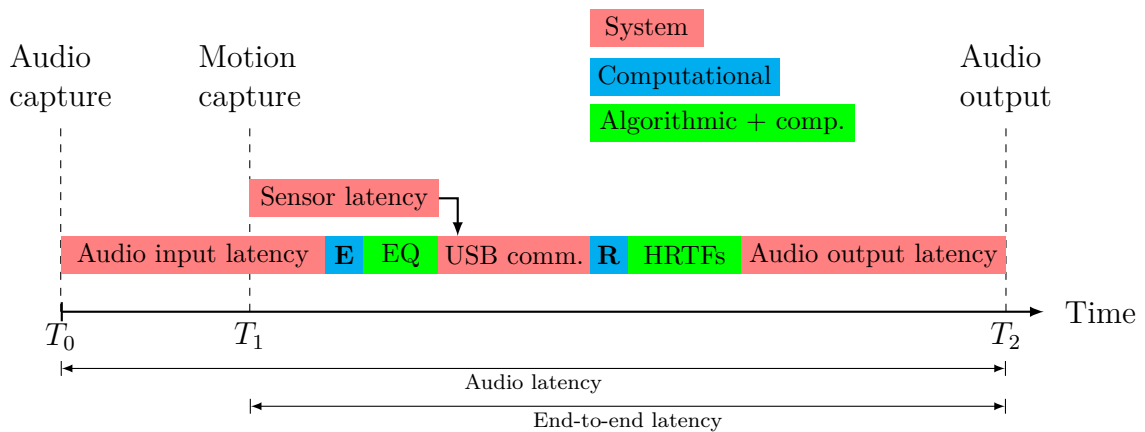 System
Audio capture
Motion capture
Computational
Audio output
Algorithmic + comp.
Sensor latency
Audio input latency
E
EQ
USB comm.
R
HRTFs
Audio output latency
Time
T₀
T₁
T₂
Audio latency
End-to-end latency